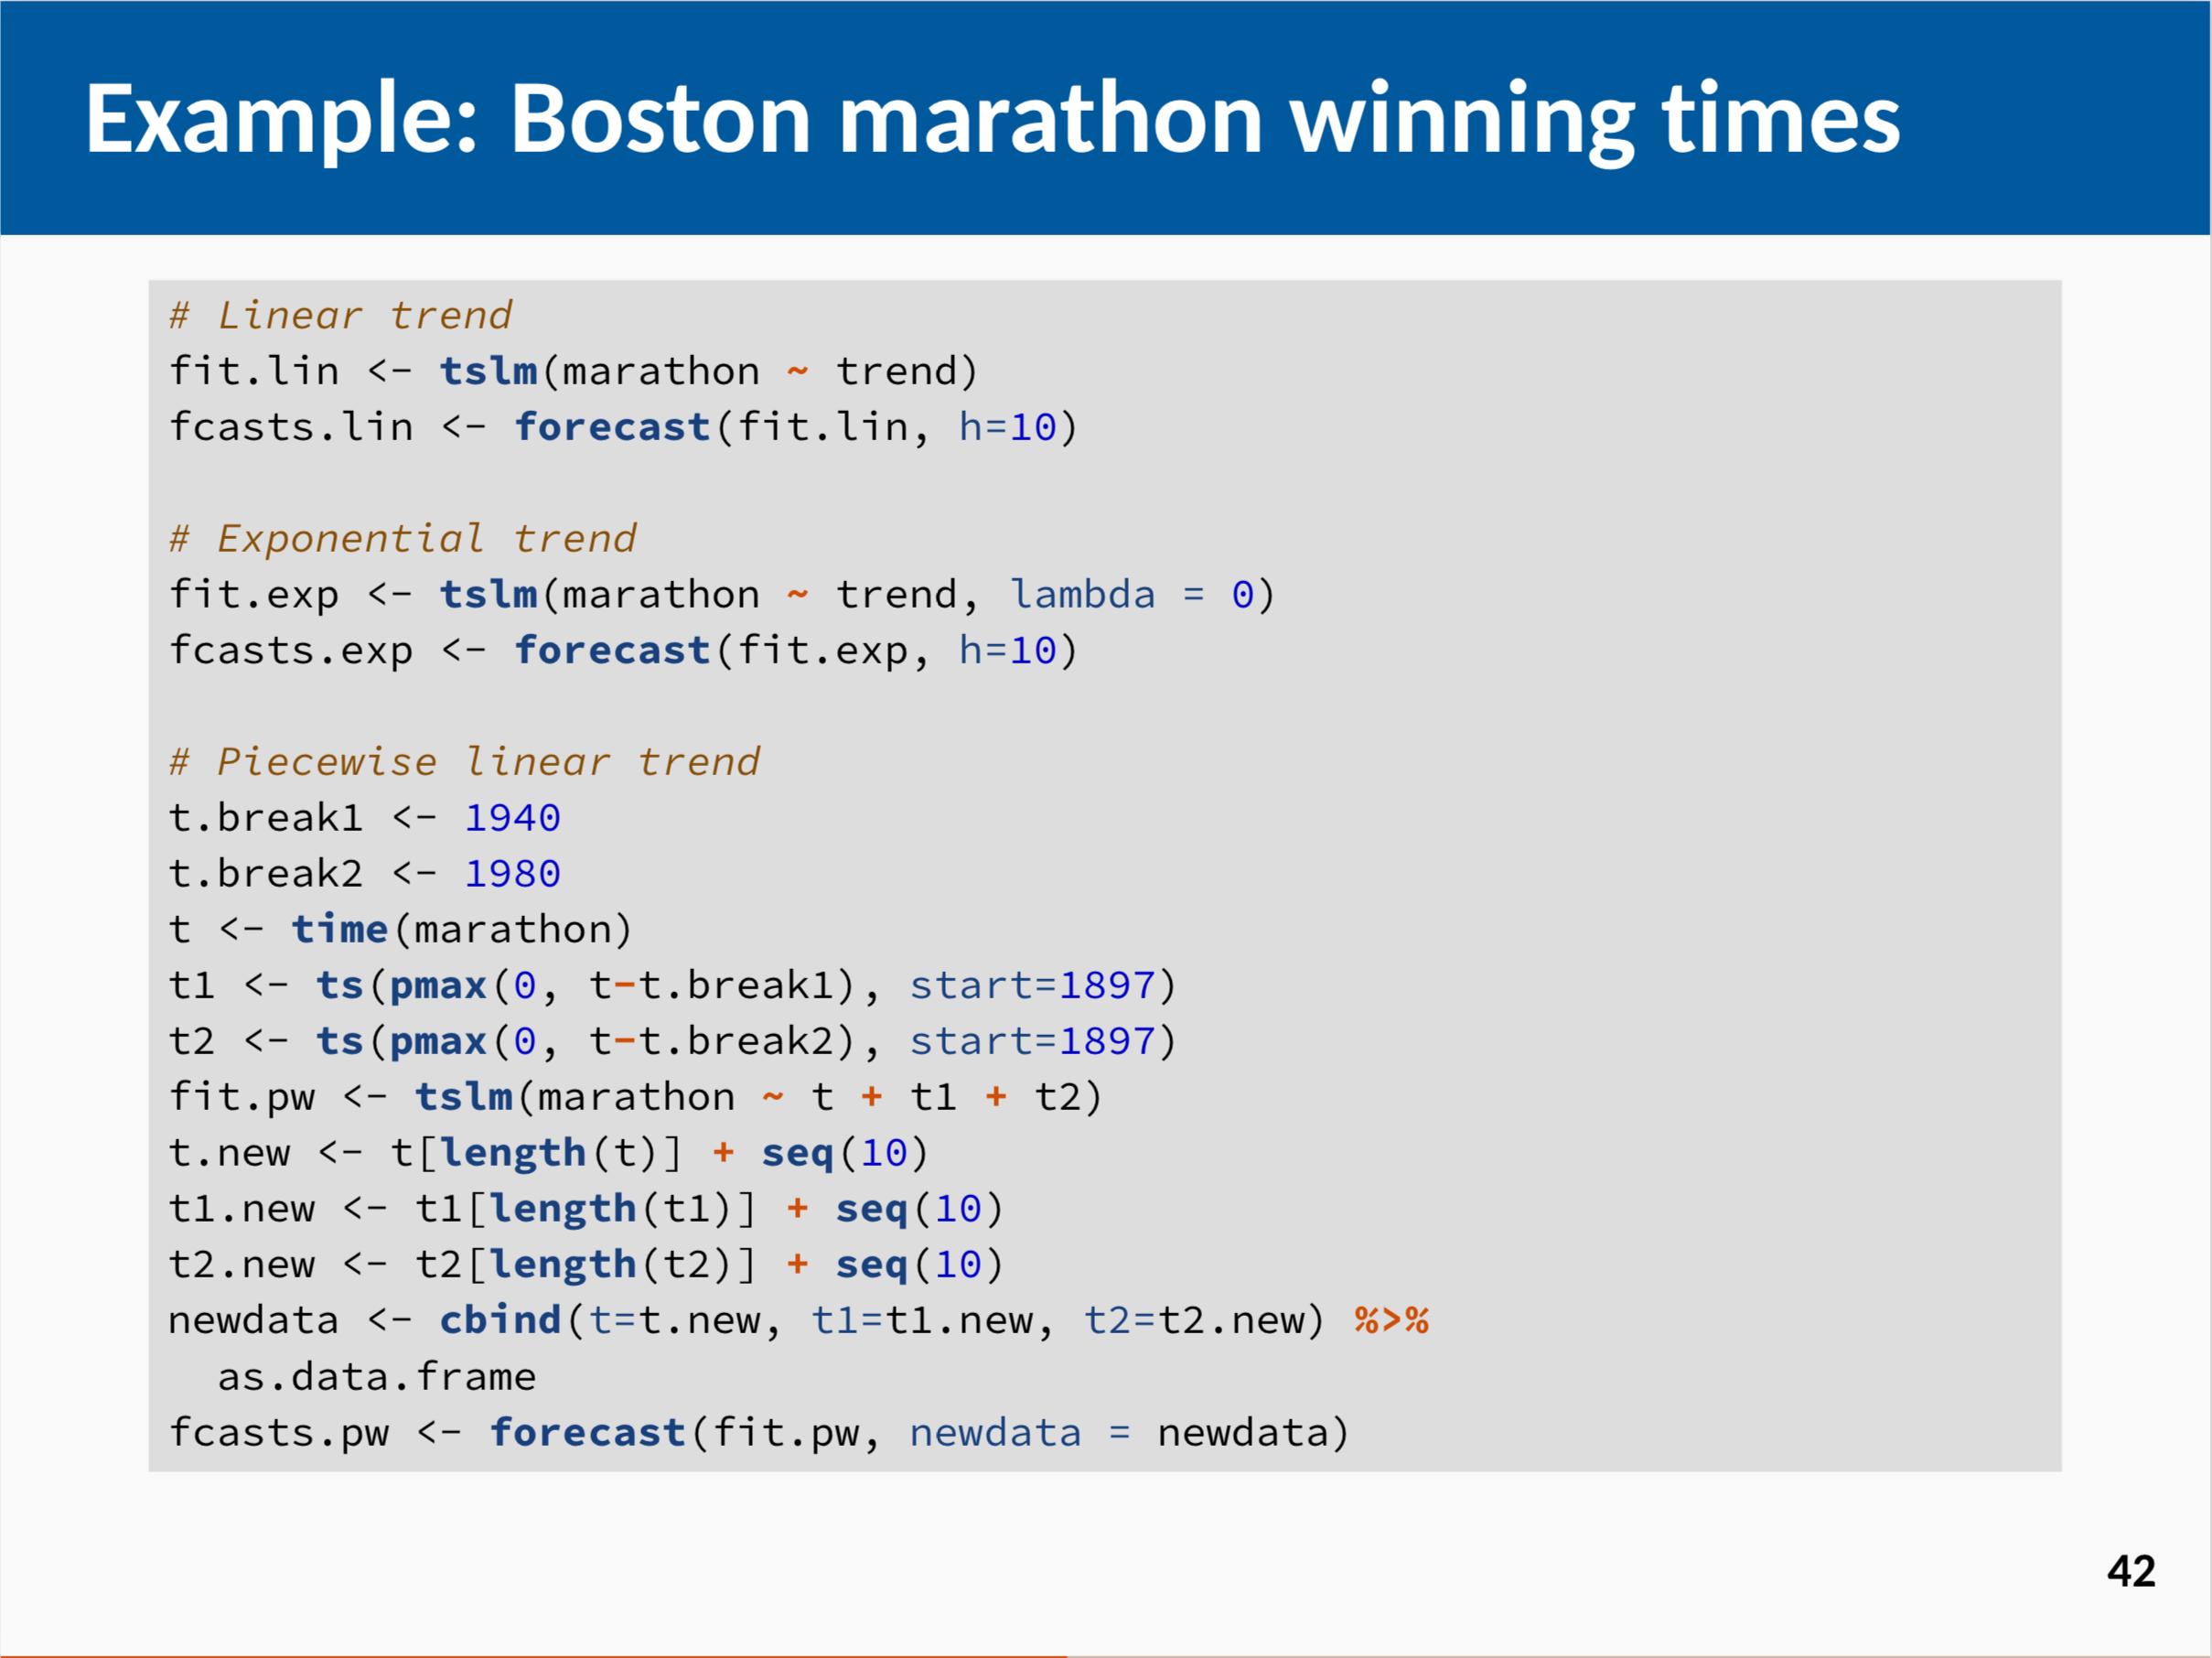 Example: Boston marathon winning times
# Linear trend
fit.lin <- tslm(marathon ~ trend)
fcasts.lin <- forecast(fit.lin, h=10)
# Exponential trend
fit.exp <- tslm(marathon ~ trend, lambda = 0)
fcasts.exp <- forecast(fit.exp, h=10)
# Piecewise linear trend
t.break1 <- 1940
t.break2 <- 1980
t <- time(marathon)
t1 <- ts(pmax(0, t-t.break1), start=1897)
t2 <- ts(pmax(0, t-t.break2), start=1897)
fit.pw <- tslm(marathon ~ t + t1 + t2)
t.new <- t[length(t)] + seq(10)
t1.new <- t1[length(t1)] + seq(10)
t2.new <- t2[length(t2)] + seq(10)
newdata <- cbind(t=t.new, t1=t1.new, t2=t2.new) %>%
  as.data.frame
fcasts.pw <- forecast(fit.pw, newdata = newdata)
42